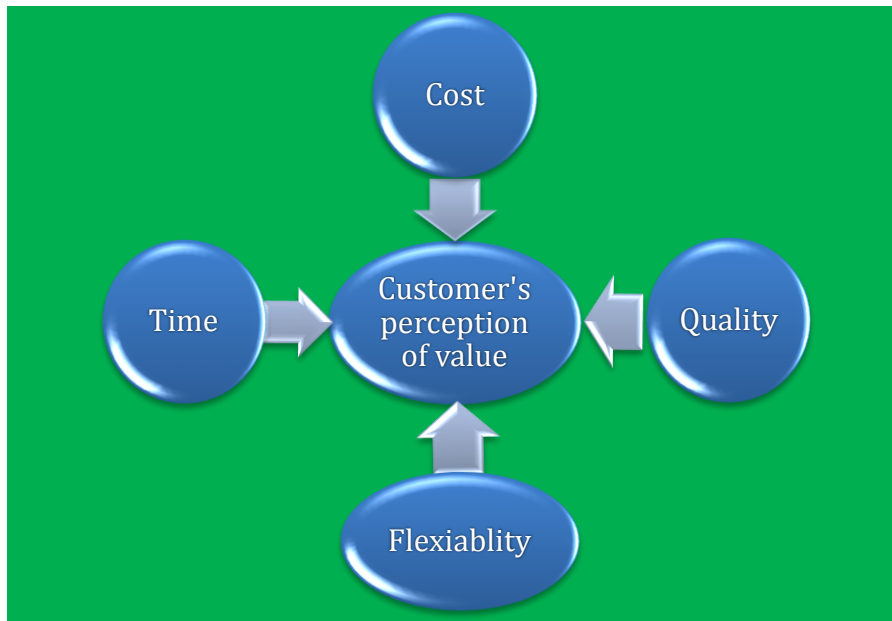 Cost
Time
Customer's
perception
of value
Quality
Flexiablity